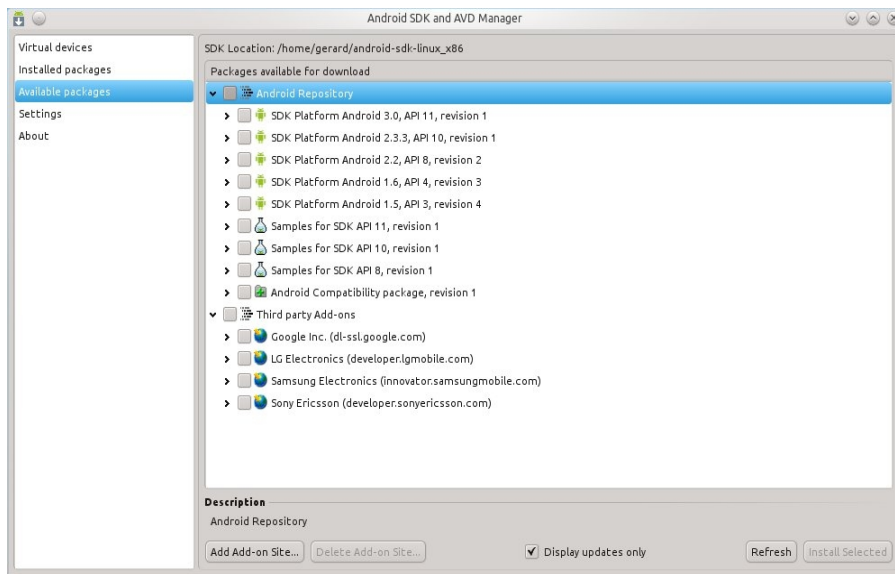 Android SDK and AVD Manager
Virtual devices
Installed packages
Available packages
Settings
About
SDK Location: /home/gerard/android-sdk-linux_x86
Packages available for download
Android Repository
SDK Platform Android 3.0, API 11, revision 1
SDK Platform Android 2.3.3, API 10, revision 1
SDK Platform Android 2.2, API 8, revision 2
SDK Platform Android 1.6, API 4, revision 3
SDK Platform Android 1.5, API 3, revision 4
Samples for SDK API 11, revision 1
Samples for SDK API 10, revision 1
Samples for SDK API 8, revision 1
Android Compatibility package, revision 1
Third party Add-ons
Google Inc. (dl-ssl.google.com)
LG Electronics (developer.lgmobile.com)
Samsung Electronics (innovator.samsungmobile.com)
Sony Ericsson (developer.sonyericsson.com)
Description
Android Repository
Add Add-on Site... Delete Add-on Site... Display updates only Refresh Install Selected